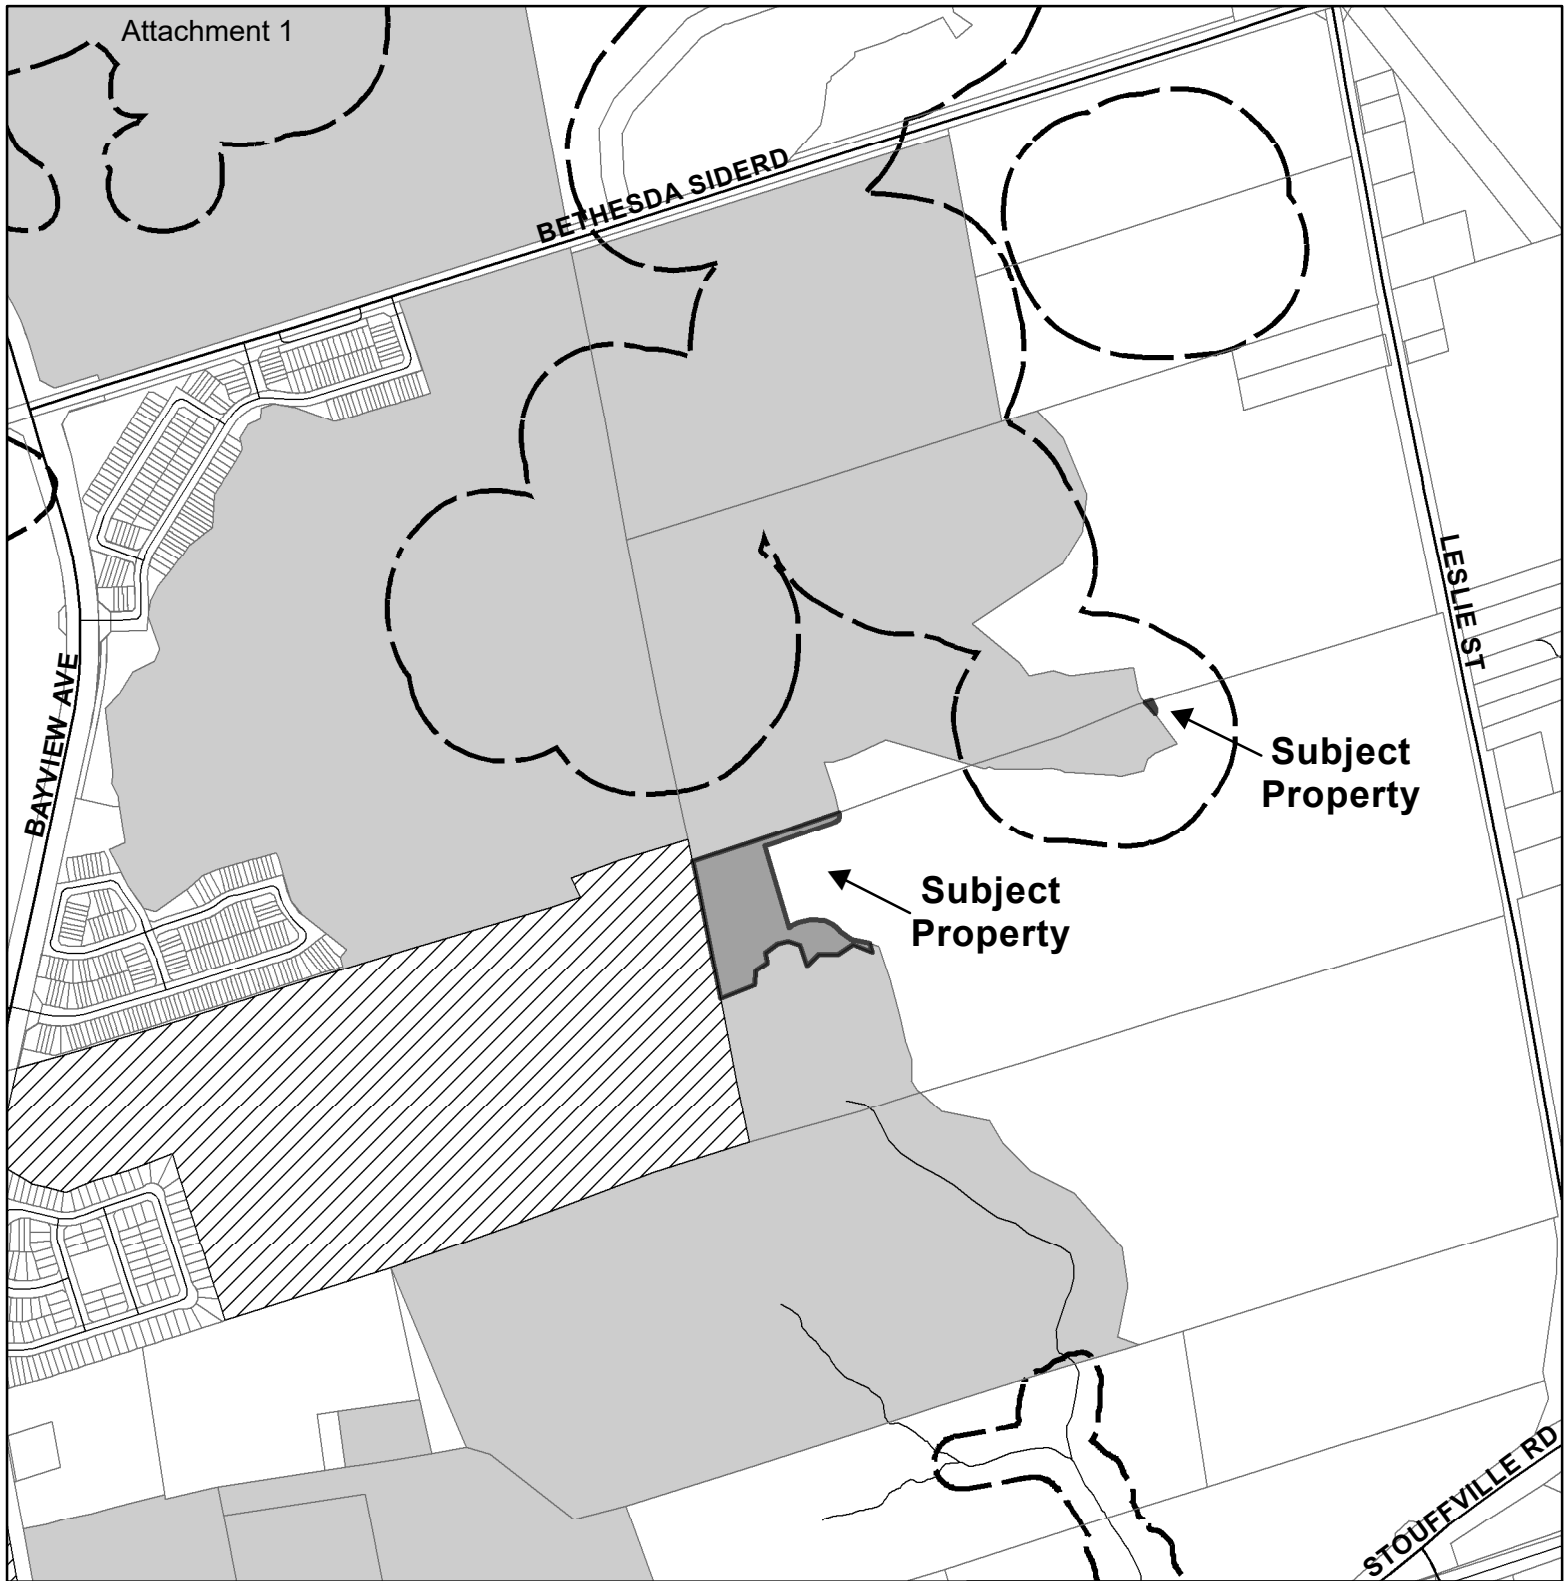 Attachment 1
BETHESDA SIDERD
LESLIE ST
BAYVIEW AVE
Subject
Property
Subject
Property
STOUFFVILLE RD